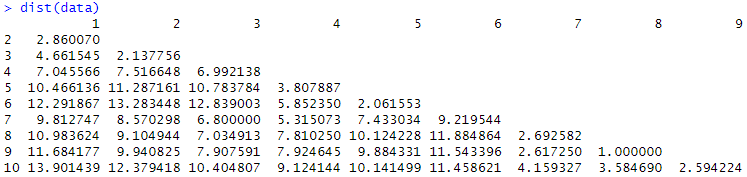 > dist(data)
1 2 3 4 5 6 7 8 9
2 2.860070
3 4.661545 2.137756
4 7.045566 7.516648 6.992138
5 10.466136 11.287161 10.783784 3.807887
6 12.291867 13.283448 12.839003 5.852350 2.061553
7 9.812747 8.570298 6.800000 5.315073 7.433034 9.219544
8 10.983624 9.104944 7.034913 7.810250 10.124228 11.884864 2.692582
9 11.684177 9.940825 7.907591 7.924645 9.884331 11.543396 2.617250 1.000000
10 13.901439 12.379418 10.404807 9.124144 10.141499 11.458621 4.159327 3.584690 2.594224